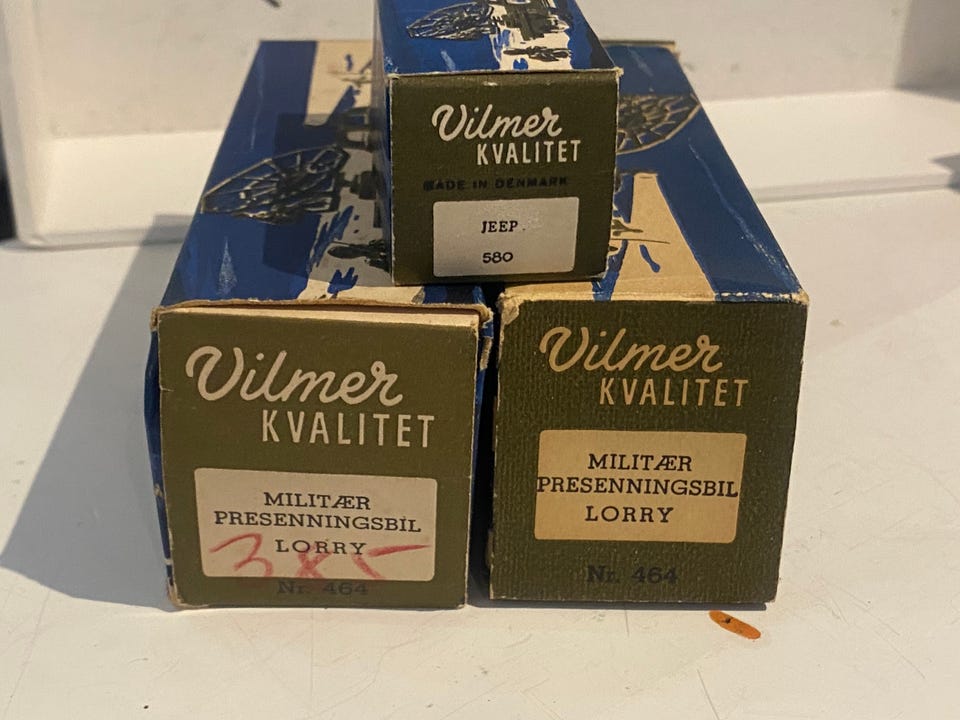 Vilmer
KVALITET
MADE IN DENMARK
JEEP.
580
Vilmer
KVALITET
MILITÆR
PRESENNINGSBIL
LORRY
Nr. 464
Vilmer
KVALITET
MILITÆR
PRESENNINGSBIL
LORRY
Nr. 464